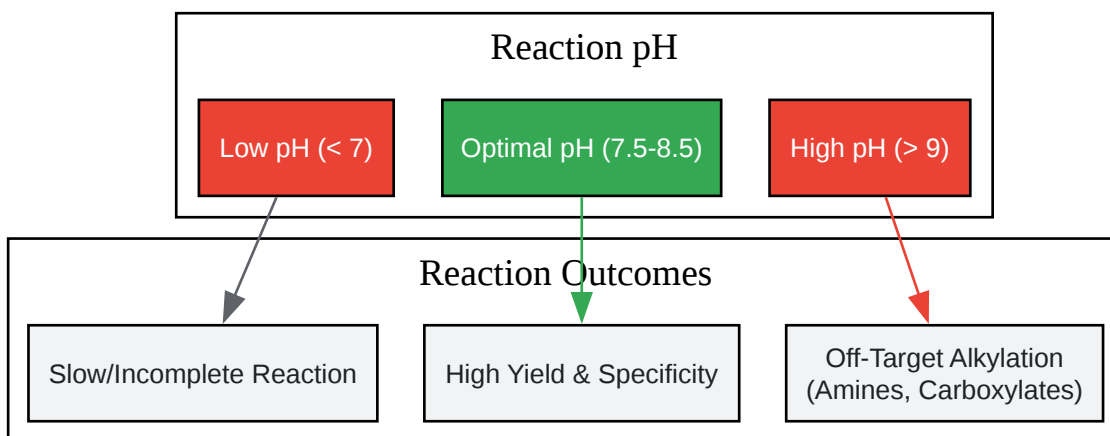 Reaction pH
Low pH (< 7)
Optimal pH (7.5-8.5)
High pH (> 9)
Reaction Outcomes
Slow/Incomplete Reaction
High Yield & Specificity
Off-Target Alkylation
(Amines, Carboxylates)